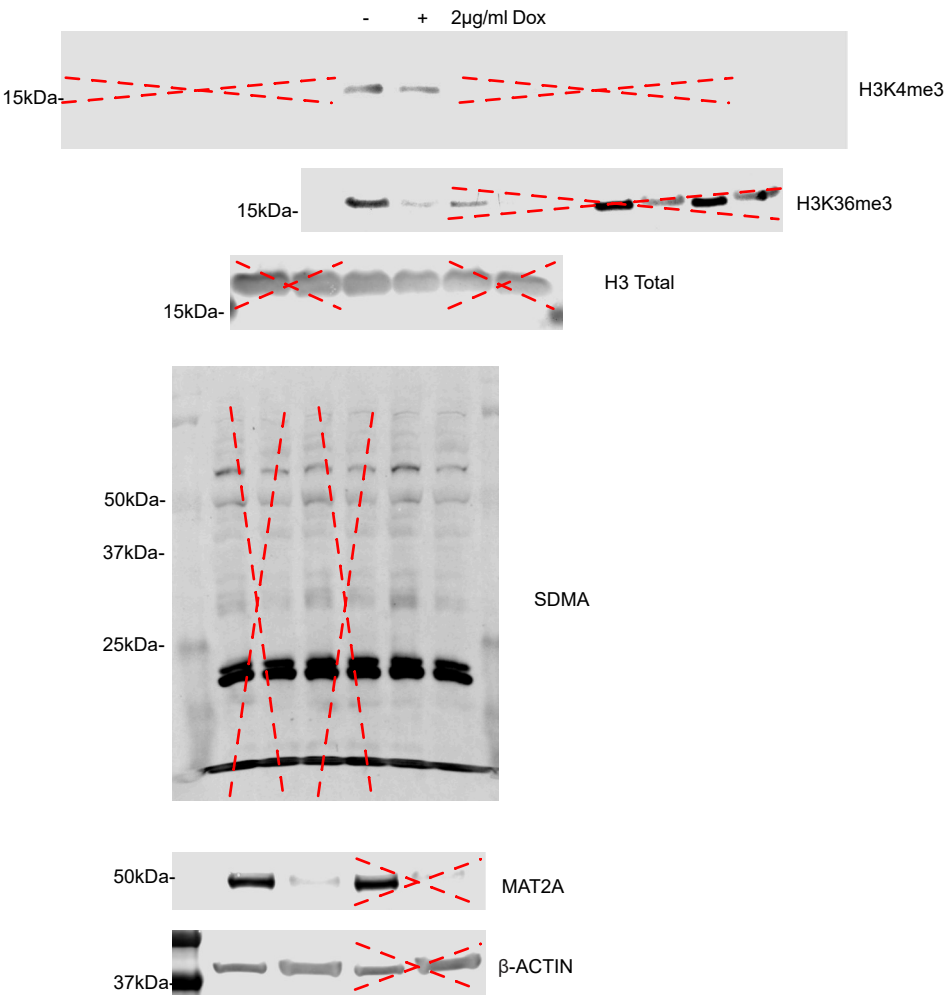 - + 2µg/ml Dox
15kDa- H3K4me3
15kDa- H3K36me3
15kDa- H3 Total
50kDa-
37kDa-
SDMA
25kDa-
50kDa- MAT2A
37kDa- β-ACTIN